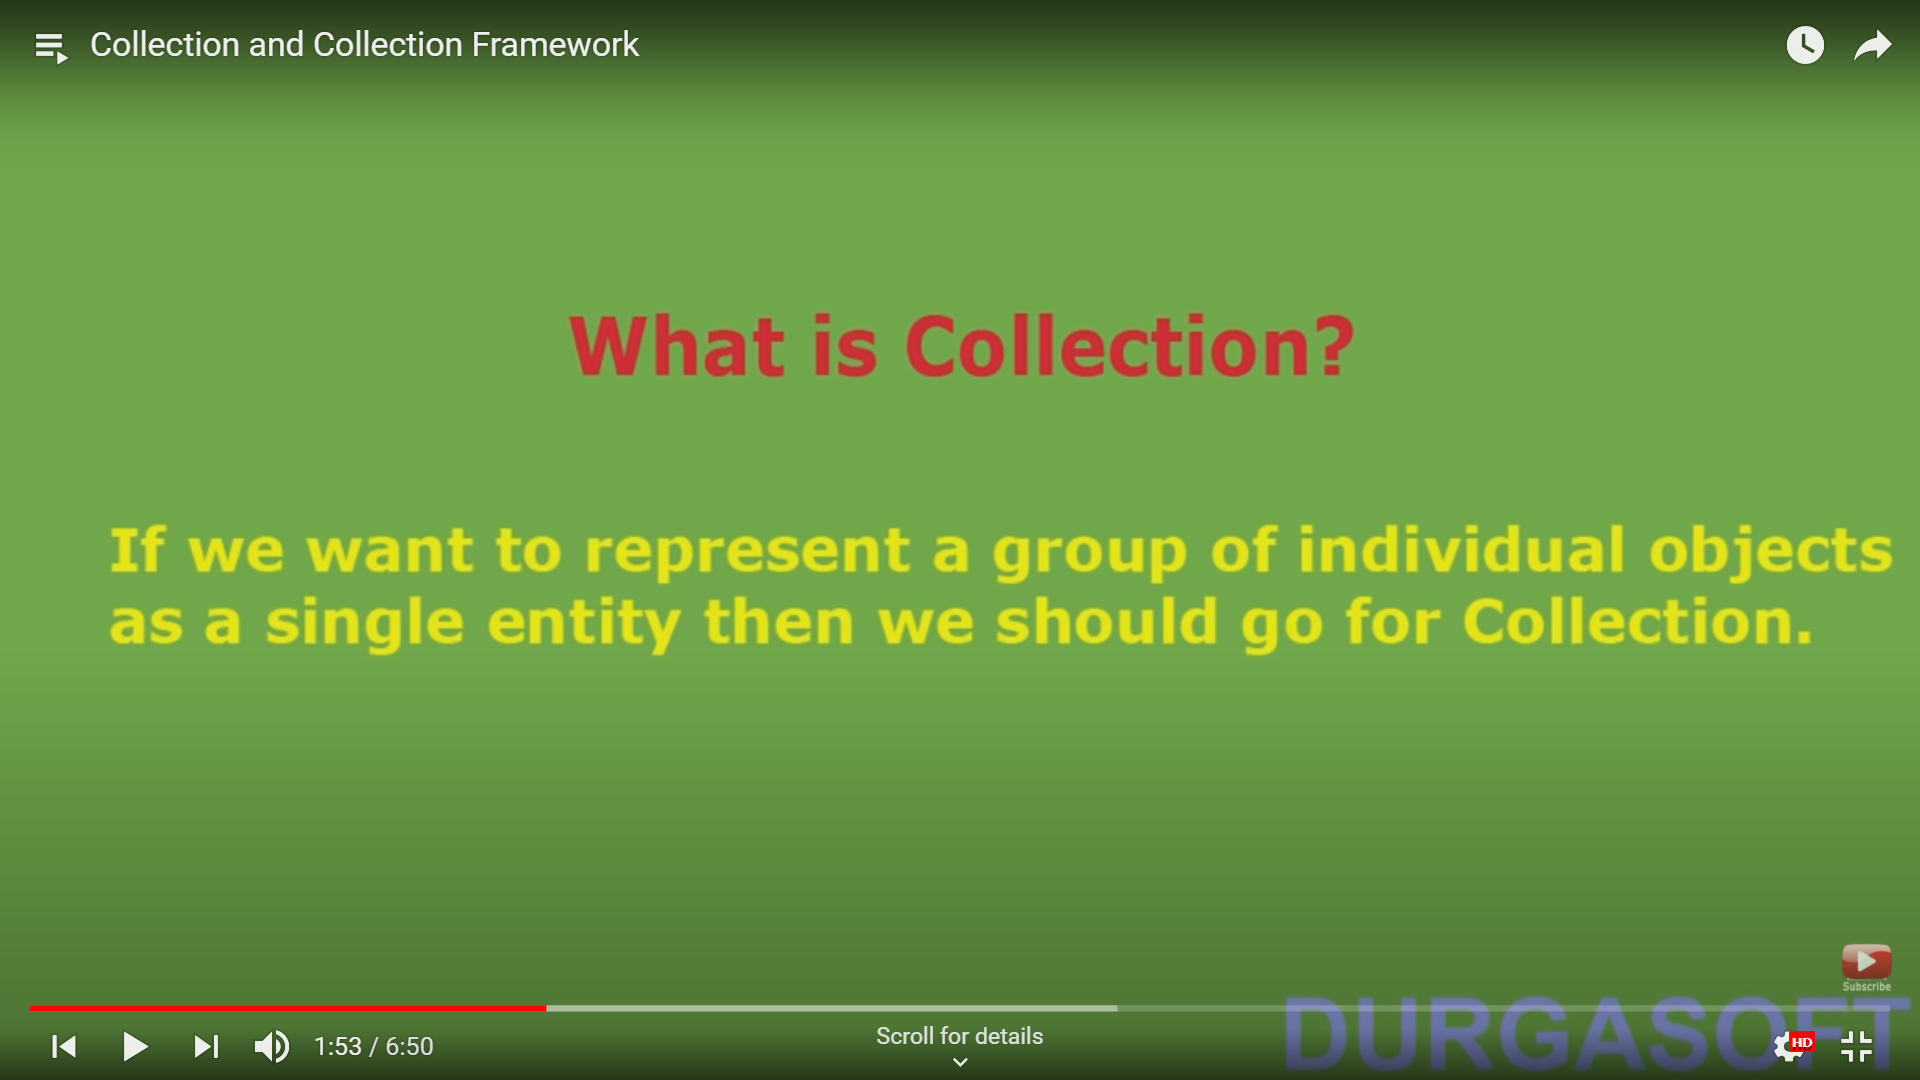 Collection and Collection Framework
What is Collection?
If we want to represent a group of individual objects
as a single entity then we should go for Collection.
Subscribe
DURGASOFT
1:53 / 6:50
Scroll for details
HD